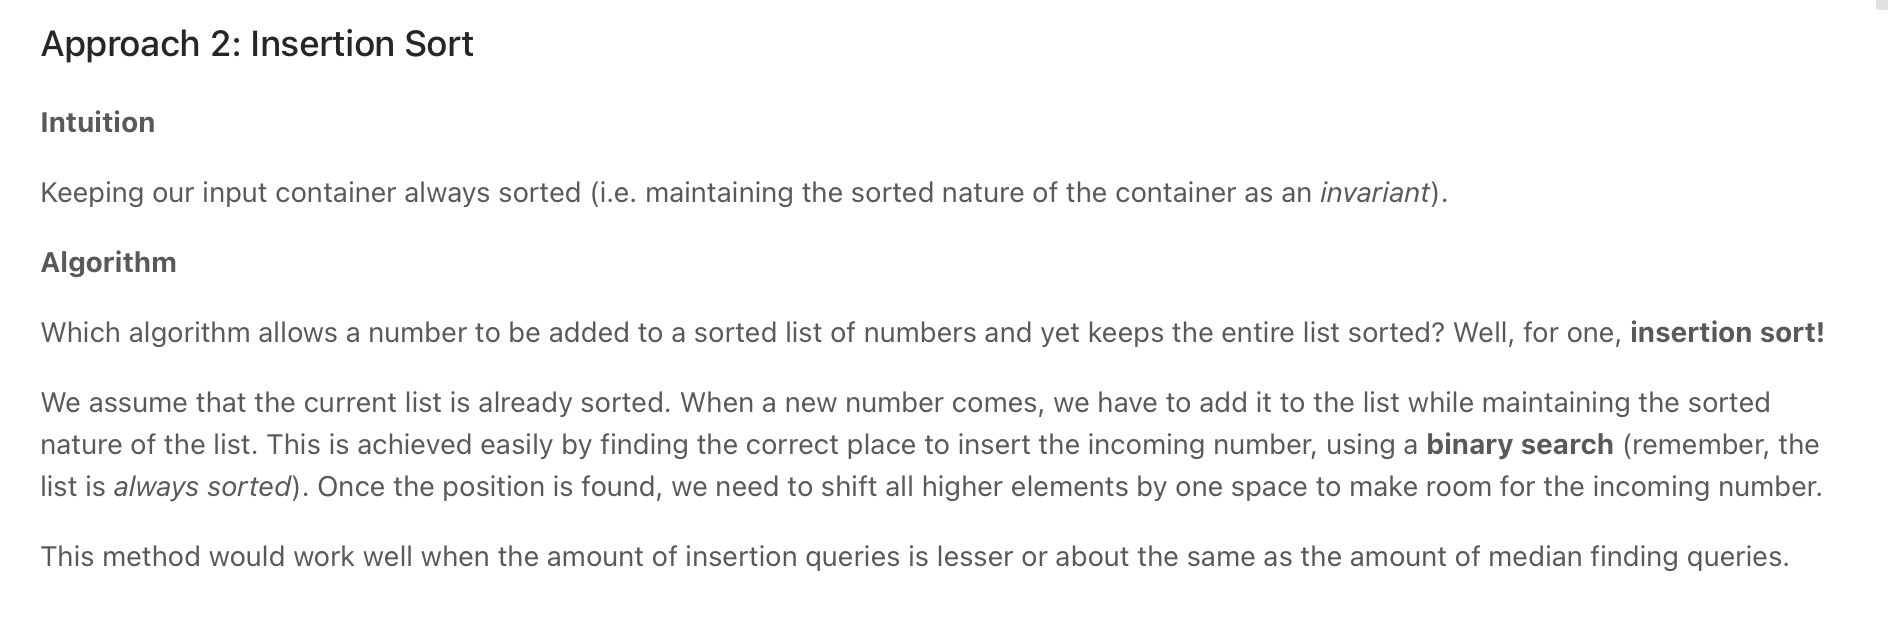 Approach 2: Insertion Sort
Intuition
Keeping our input container always sorted (i.e. maintaining the sorted nature of the container as an invariant).
Algorithm
Which algorithm allows a number to be added to a sorted list of numbers and yet keeps the entire list sorted? Well, for one, insertion sort!
We assume that the current list is already sorted. When a new number comes, we have to add it to the list while maintaining the sorted
nature of the list. This is achieved easily by finding the correct place to insert the incoming number, using a binary search (remember, the
list is always sorted). Once the position is found, we need to shift all higher elements by one space to make room for the incoming number.
This method would work well when the amount of insertion queries is lesser or about the same as the amount of median finding queries.